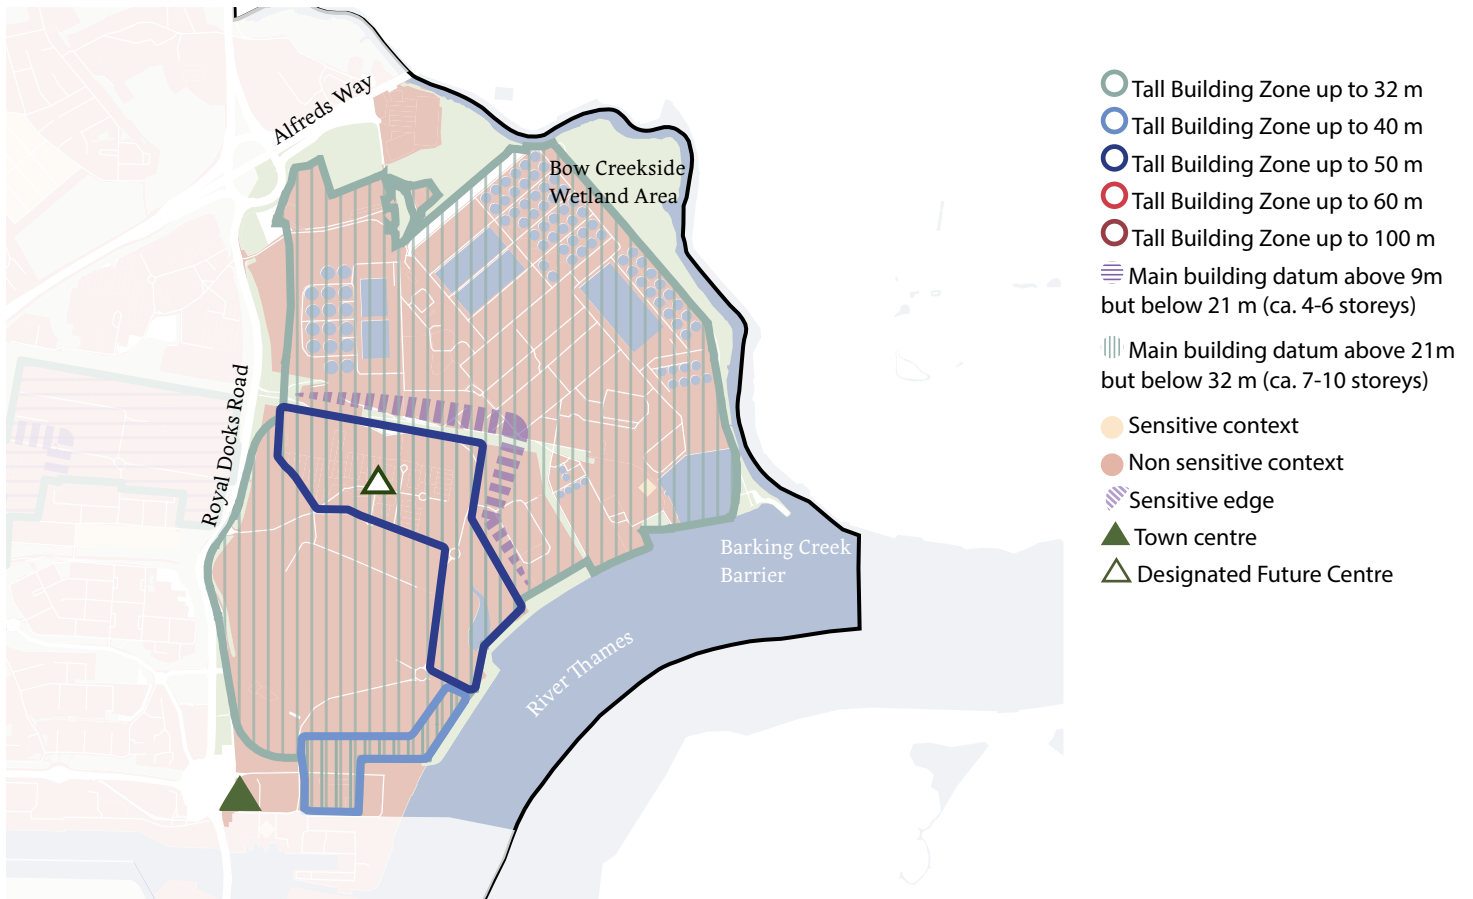 Alfreds Way
Bow Creekside
Wetland Area
Royal Docks Road
Barking Creek
Barrier
River Thames
Tall Building Zone up to 32 m
Tall Building Zone up to 40 m
Tall Building Zone up to 50 m
Tall Building Zone up to 60 m
Tall Building Zone up to 100 m
Main building datum above 9m
but below 21 m (ca. 4-6 storeys)
Main building datum above 21m
but below 32 m (ca. 7-10 storeys)
Sensitive context
Non sensitive context
Sensitive edge
Town centre
Designated Future Centre